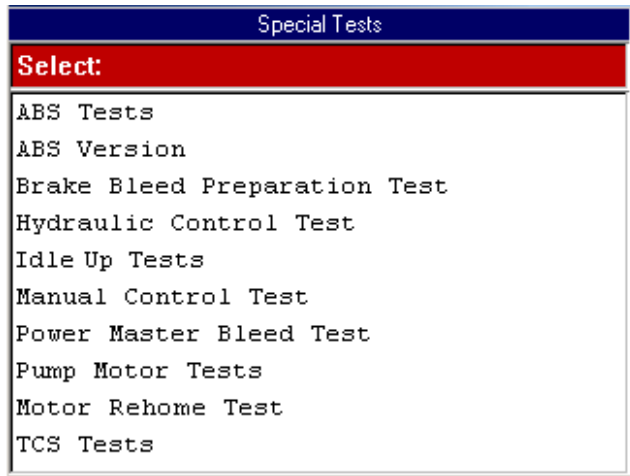 Special Tests
Select:
ABS Tests
ABS Version
Brake Bleed Preparation Test
Hydraulic Control Test
Idle Up Tests
Manual Control Test
Power Master Bleed Test
Pump Motor Tests
Motor Rehome Test
TCS Tests